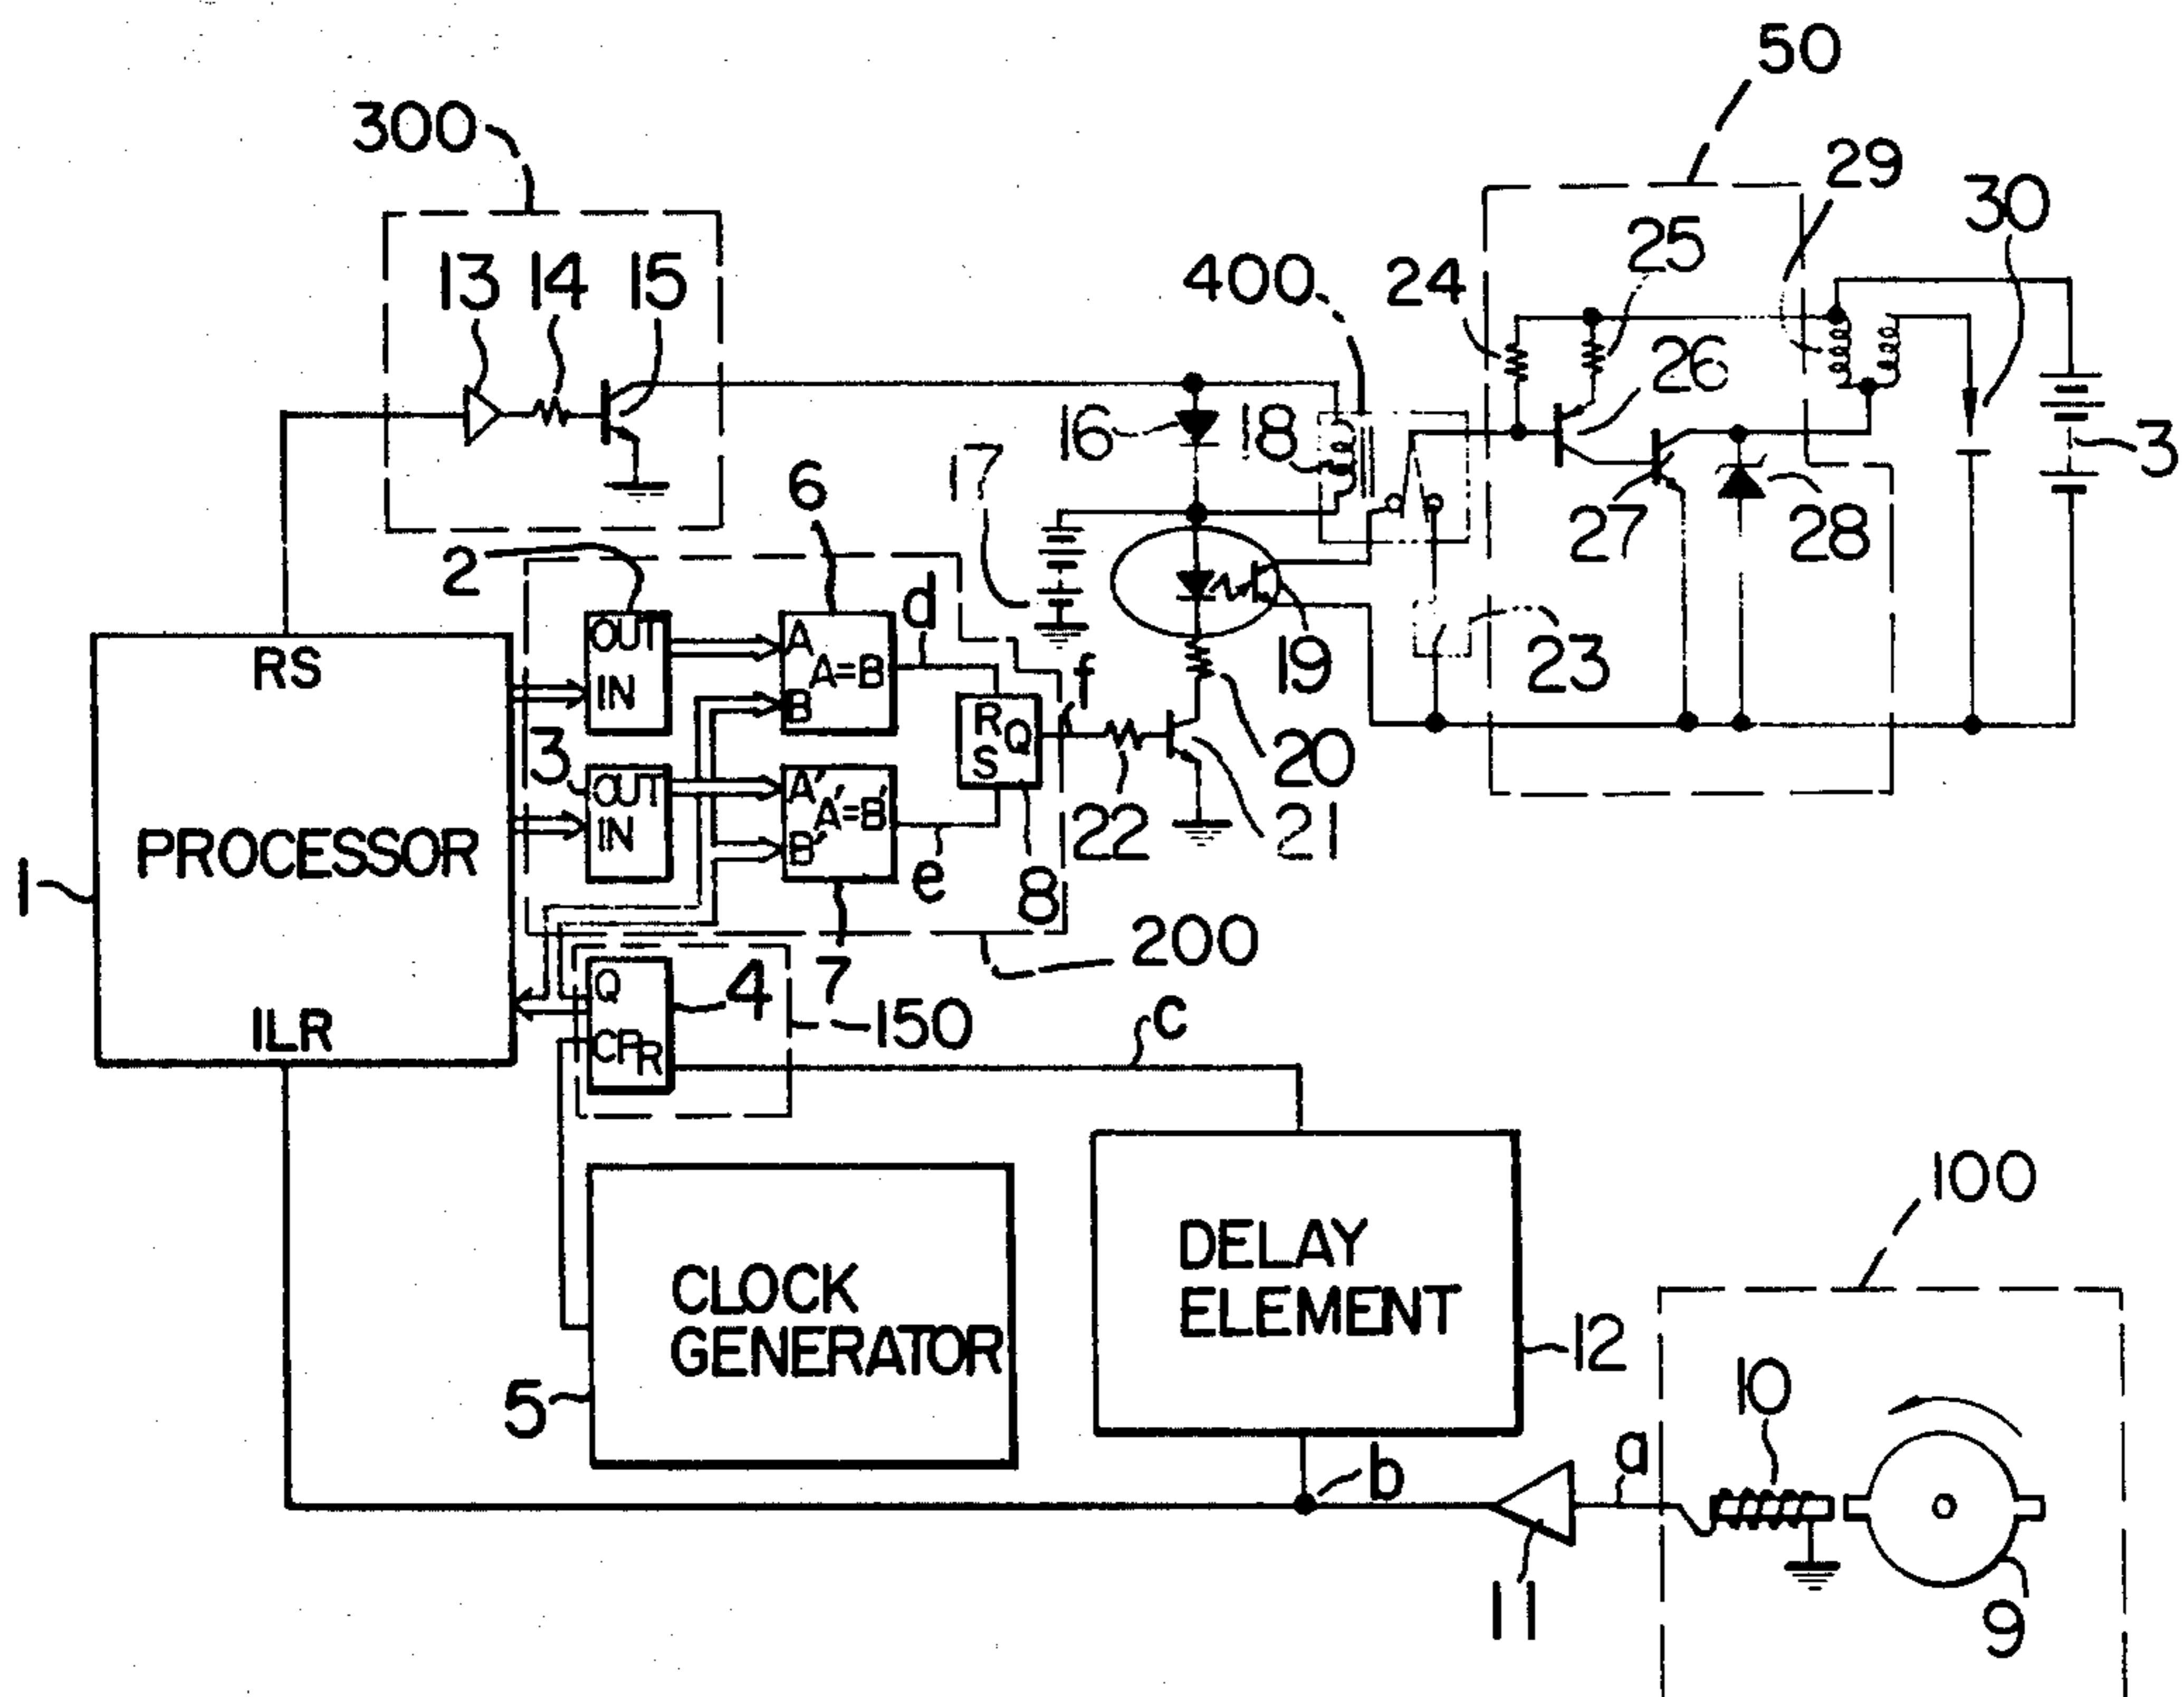 50
300
29
30
13 14 15
400
24
25
26
16
18
17
3
6
2
d
27
28
RS
OUT
IN
A
A=B
B
f
19
23
R
Q
S
3
OUT
IN
A'
A'=B'
B'
20
22
21
PROCESSOR
1
e
8
200
Q
4
7
150
c
ILR
CP
R
100
DELAY
ELEMENT
CLOCK
GENERATOR
12
10
5
a
b
11
9